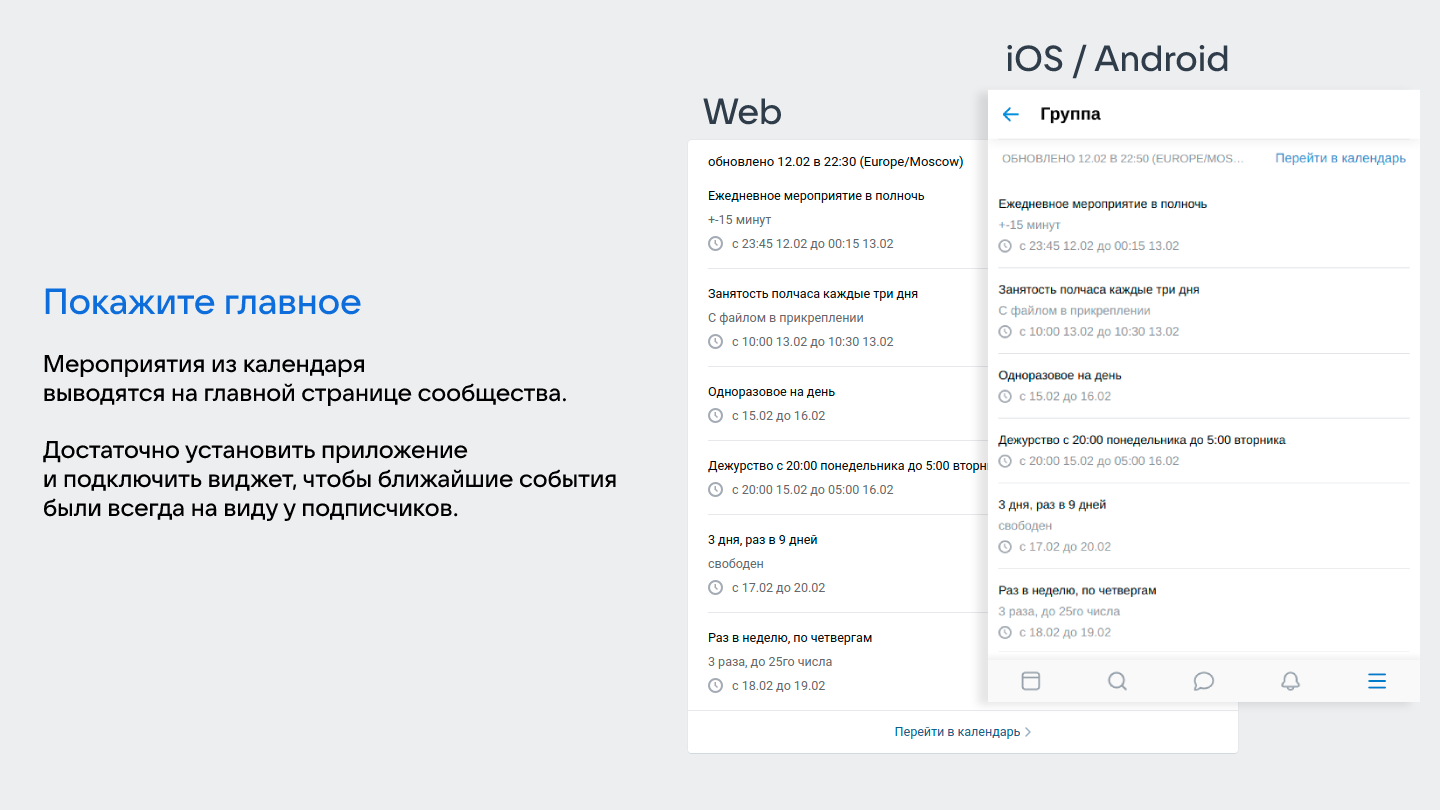 Покажите главное
Мероприятия из календаря
выводятся на главной странице сообщества.
Достаточно установить приложение
и подключить виджет, чтобы ближайшие события
были всегда на виду у подписчиков.
Web
обновлено 12.02 в 22:30 (Europe/Moscow)
Ежедневное мероприятие в полночь
+-15 минут
с 23:45 12.02 до 00:15 13.02
Занятость полчаса каждые три дня
С файлом в прикреплении
с 10:00 13.02 до 10:30 13.02
Одноразовое на день
с 15.02 до 16.02
Дежурство с 20:00 понедельника до 5:00 вторн
с 20:00 15.02 до 05:00 16.02
3 дня, раз в 9 дней
свободен
с 17.02 до 20.02
Раз в неделю, по четвергам
3 раза, до 25го числа
с 18.02 до 19.02
Перейти в календарь
iOS / Android
Группа
ОБНОВЛЕНО 12.02 В 22:50 (EUROPE/MOS... Перейти в календарь
Ежедневное мероприятие в полночь
+-15 минут
с 23:45 12.02 до 00:15 13.02
Занятость полчаса каждые три дня
С файлом в прикреплении
с 10:00 13.02 до 10:30 13.02
Одноразовое на день
с 15.02 до 16.02
Дежурство с 20:00 понедельника до 5:00 вторника
с 20:00 15.02 до 05:00 16.02
3 дня, раз в 9 дней
свободен
с 17.02 до 20.02
Раз в неделю, по четвергам
3 раза, до 25го числа
с 18.02 до 19.02